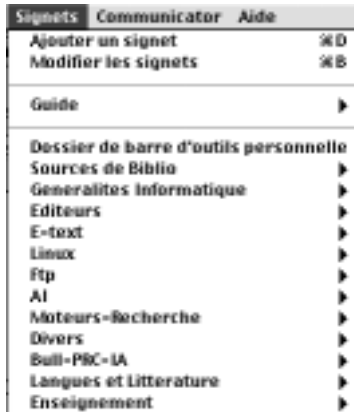 Signets Communicator Aide
Ajouter un signet ⌘D
Modifier les signets ⌘B
Guide
Dossier de barre d'outils personnelle
Sources de Biblio
Generalites Informatique
Editeurs
E-text
Linux
Ftp
AI
Moteurs-Recherche
Divers
Bull-PRC-IA
Langues et Litterature
Enseignement